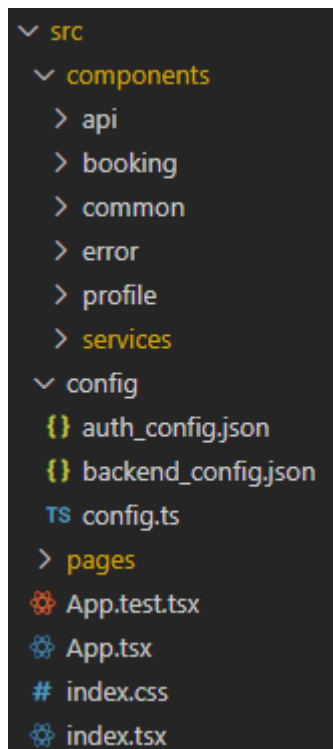 src
components
api
booking
common
error
profile
services
config
{} auth_config.json
{} backend_config.json
TS config.ts
pages
App.test.tsx
App.tsx
# index.css
index.tsx